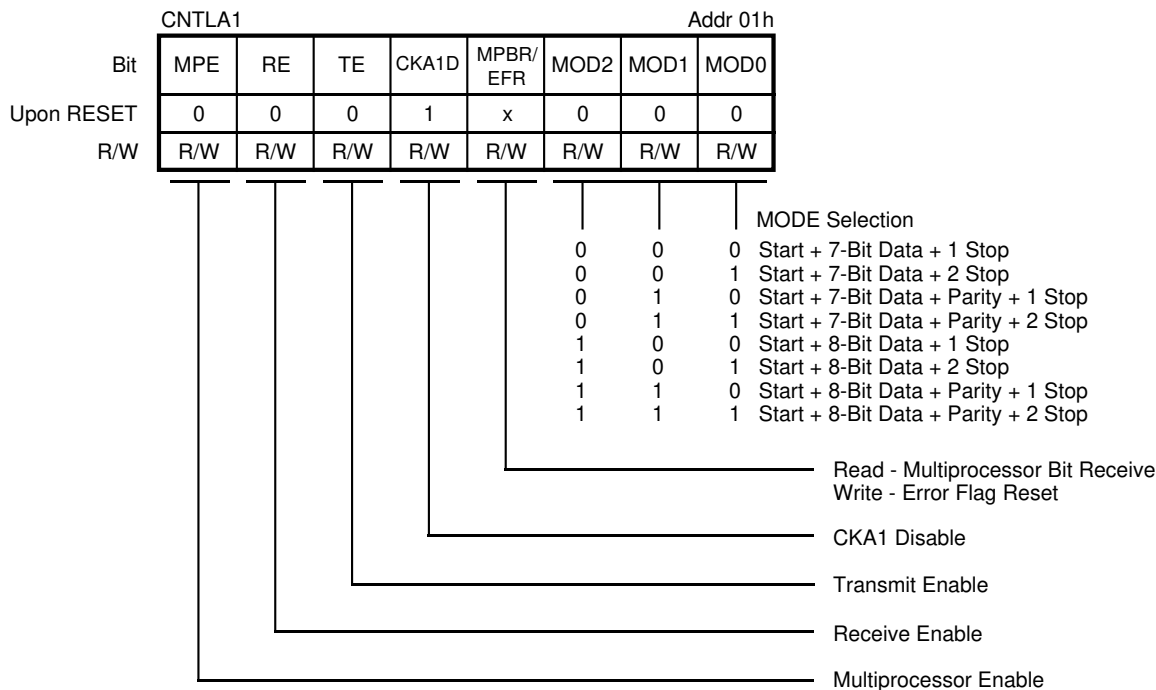 CNTLA1 Addr 01h
Bit MPE RE TE CKA1D MPBR/ EFR MOD2 MOD1 MOD0
Upon RESET 0 0 0 1 x 0 0 0
R/W R/W R/W R/W R/W R/W R/W R/W R/W
MODE Selection
0 0 0 Start + 7-Bit Data + 1 Stop
0 0 1 Start + 7-Bit Data + 2 Stop
0 1 0 Start + 7-Bit Data + Parity + 1 Stop
0 1 1 Start + 7-Bit Data + Parity + 2 Stop
1 0 0 Start + 8-Bit Data + 1 Stop
1 0 1 Start + 8-Bit Data + 2 Stop
1 1 0 Start + 8-Bit Data + Parity + 1 Stop
1 1 1 Start + 8-Bit Data + Parity + 2 Stop
Read - Multiprocessor Bit Receive
Write - Error Flag Reset
CKA1 Disable
Transmit Enable
Receive Enable
Multiprocessor Enable